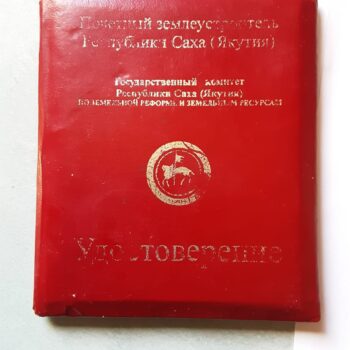 Почетный землеустроитель
Республики Саха (Якутия)
Государственный комитет
Республики Саха (Якутия)
ПО ЗЕМЕЛЬНОЙ РЕФОРМЕ И ЗЕМЕЛЬНЫМ РЕСУРСАМ
Удостоверение